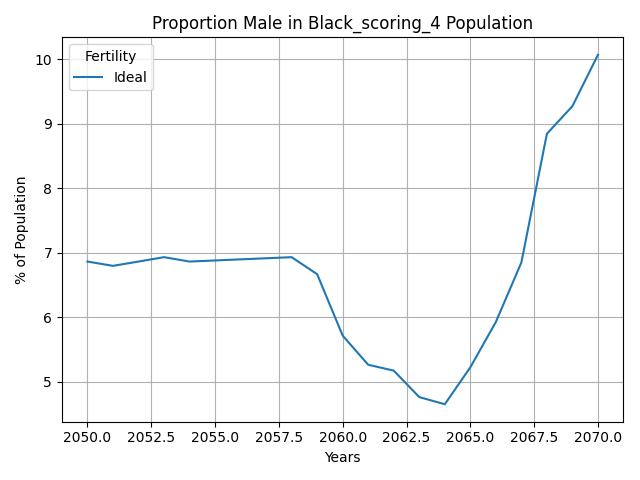 Proportion Male in Black_scoring_4 Population
Fertility
Ideal
% of Population
10
9
8
7
6
5
2050.0 2052.5 2055.0 2057.5 2060.0 2062.5 2065.0 2067.5 2070.0
Years